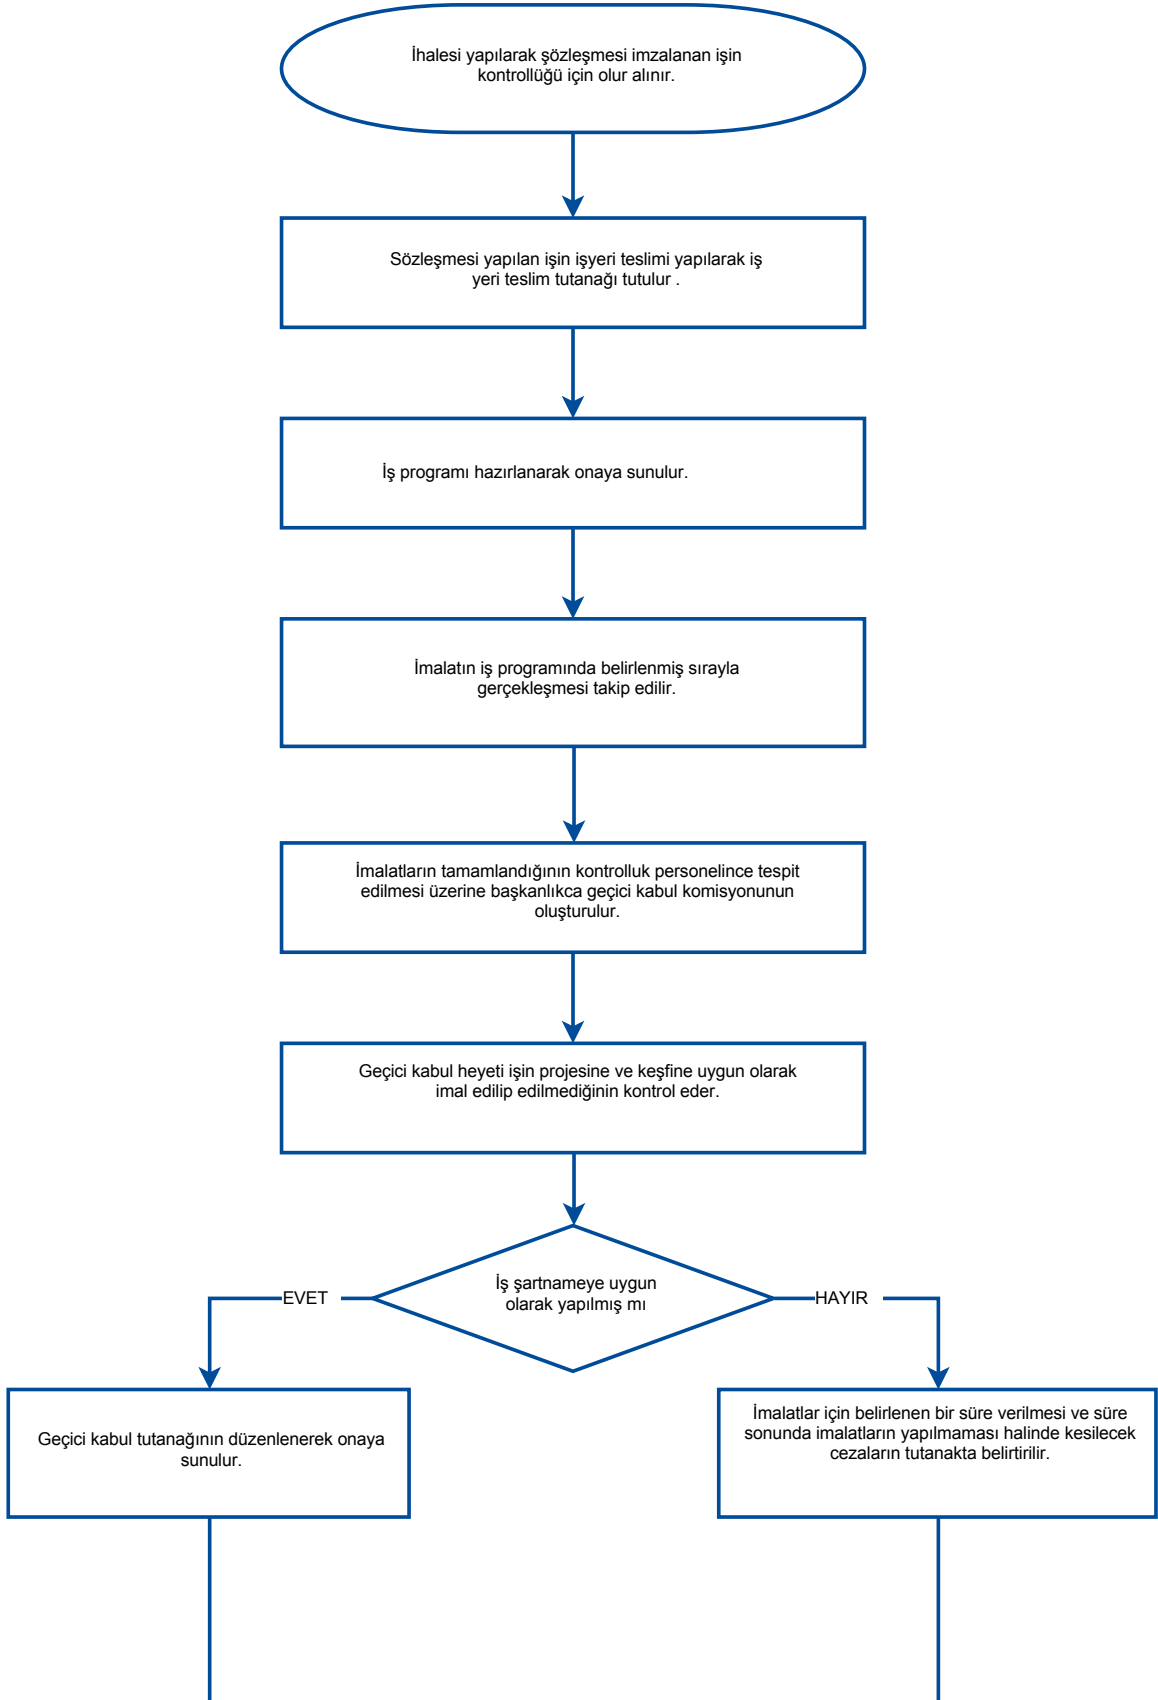 İhalesi yapılarak sözleşmesi imzalanan işin
kontrollüğü için olur alınır.
Sözleşmesi yapılan işin işyeri teslimi yapılarak iş
yeri teslim tutanağı tutulur .
İş programı hazırlanarak onaya sunulur.
İmalatın iş programında belirlenmiş sırayla
gerçekleşmesi takip edilir.
İmalatların tamamlandığının kontrolluk personelince tespit
edilmesi üzerine başkanlıkca geçici kabul komisyonunun
oluşturulur.
Geçici kabul heyeti işin projesine ve keşfine uygun olarak
imal edilip edilmediğinin kontrol eder.
İş şartnameye uygun
olarak yapılmış mı
EVET
HAYIR
Geçici kabul tutanağının düzenlenerek onaya
sunulur.
İmalatlar için belirlenen bir süre verilmesi ve süre
sonunda imalatların yapılmaması halinde kesilecek
cezaların tutanakta belirtirilir.